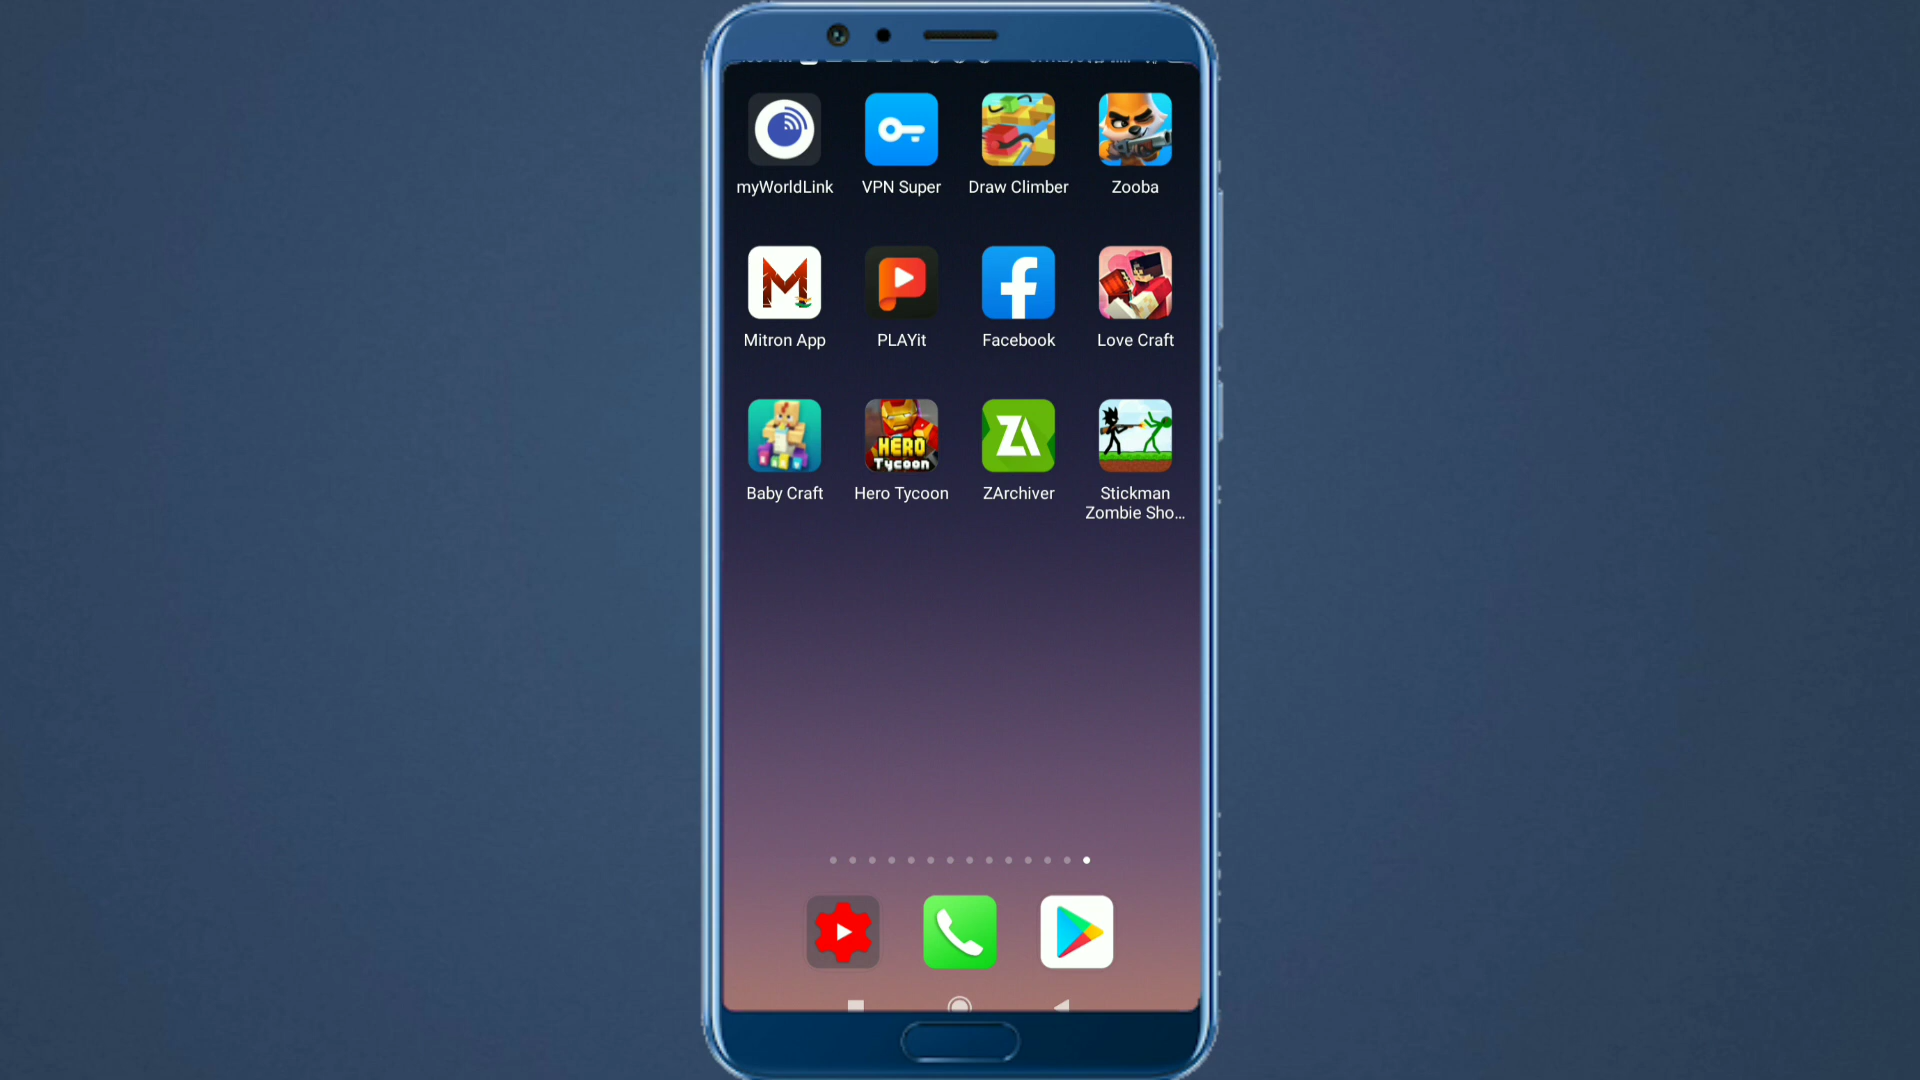 myWorldLink VPN Super Draw Climber Zooba
Mitron App PLAYit Facebook Love Craft
HERO
Tycoon
Baby Craft Hero Tycoon ZArchiver Stickman
Zombie Sho...